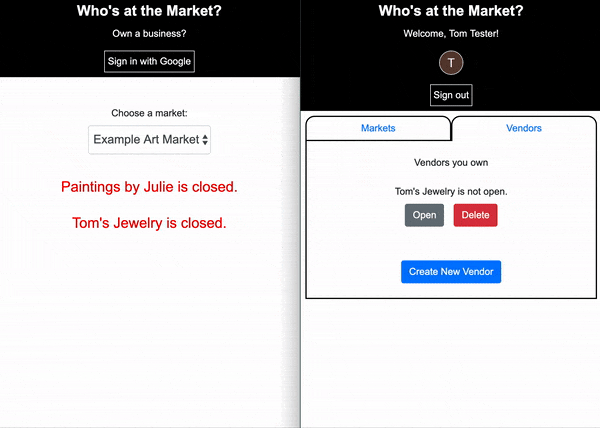 Who's at the Market?
Own a business?
Sign in with Google
Choose a market:
Example Art Market
Paintings by Julie is closed.
Tom's Jewelry is closed.
Who's at the Market?
Welcome, Tom Tester!
T
Sign out
Markets
Vendors
Vendors you own
Tom's Jewelry is not open.
Open
Delete
Create New Vendor